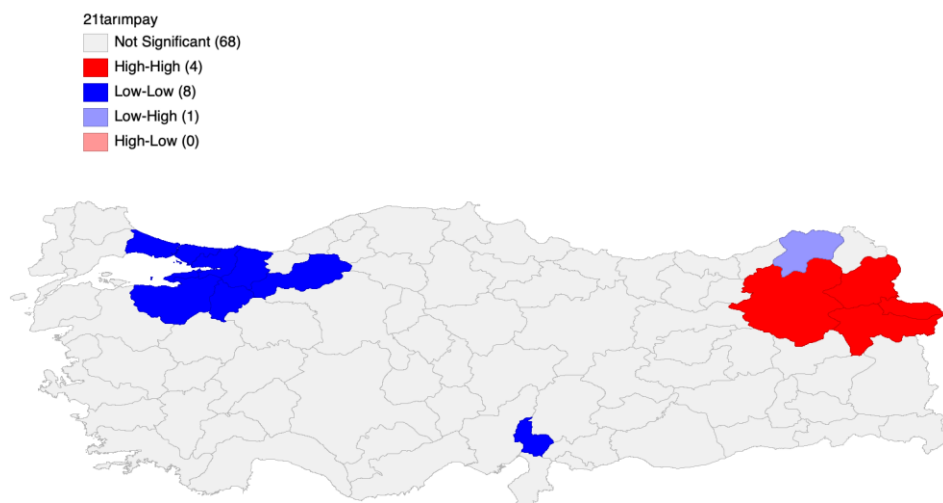 21tarımpay
Not Significant (68)
High-High (4)
Low-Low (8)
Low-High (1)
High-Low (0)